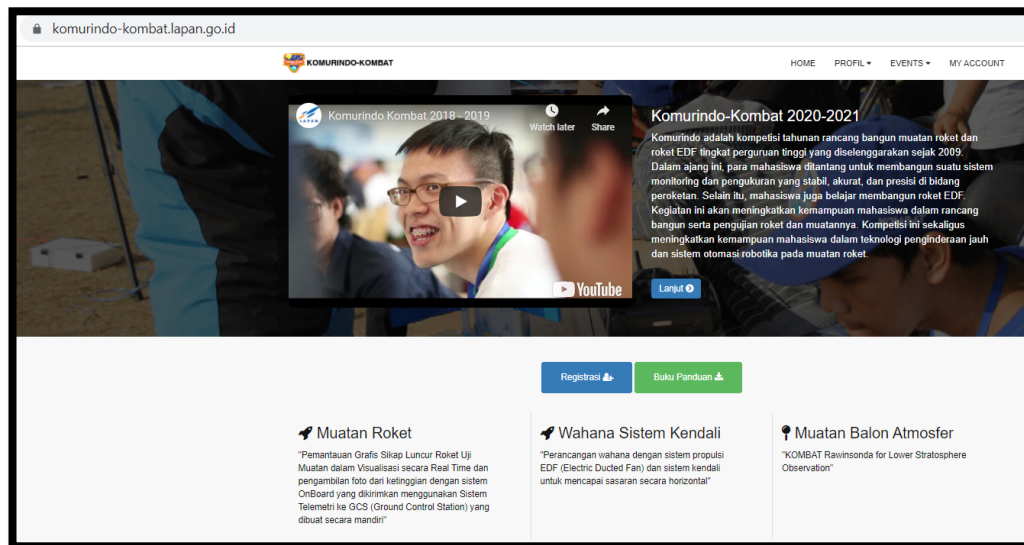 komurindo-kombat.lapan.go.id
KOMURINDO-KOMBAT
HOME
PROFIL
EVENTS
MY ACCOUNT
LAPAN
Komurindo Kombat 2018 - 2019
Watch later
Share
YouTube
Komurindo-Kombat 2020-2021
Komurindo adalah kompetisi tahunan rancang bangun muatan roket dan
roket EDF tingkat perguruan tinggi yang diselenggarakan sejak 2009.
Dalam ajang ini, para mahasiswa ditantang untuk membangun suatu sistem
monitoring dan pengukuran yang stabil, akurat, dan presisi di bidang
peroketan. Selain itu, mahasiswa juga belajar membangun roket EDF.
Kegiatan ini akan meningkatkan kemampuan mahasiswa dalam rancang
bangun serta pengujian roket dan muatannya. Kompetisi ini sekaligus
meningkatkan kemampuan mahasiswa dalam teknologi penginderaan jauh
dan sistem otomasi robotika pada muatan roket.
Lanjut
Registrasi
Buku Panduan
Muatan Roket
"Pemantauan Grafis Sikap Luncur Roket Uji
Muatan dalam Visualisasi secara Real Time dan
pengambilan foto dari ketinggian dengan sistem
OnBoard yang dikirimkan menggunakan Sistem
Telemetri ke GCS (Ground Control Station) yang
dibuat secara mandiri"
Wahana Sistem Kendali
"Perancangan wahana dengan sistem propulsi
EDF (Electric Ducted Fan) dan sistem kendali
untuk mencapai sasaran secara horizontal"
Muatan Balon Atmosfer
"KOMBAT Rawinsonda for Lower Stratosphere
Observation"